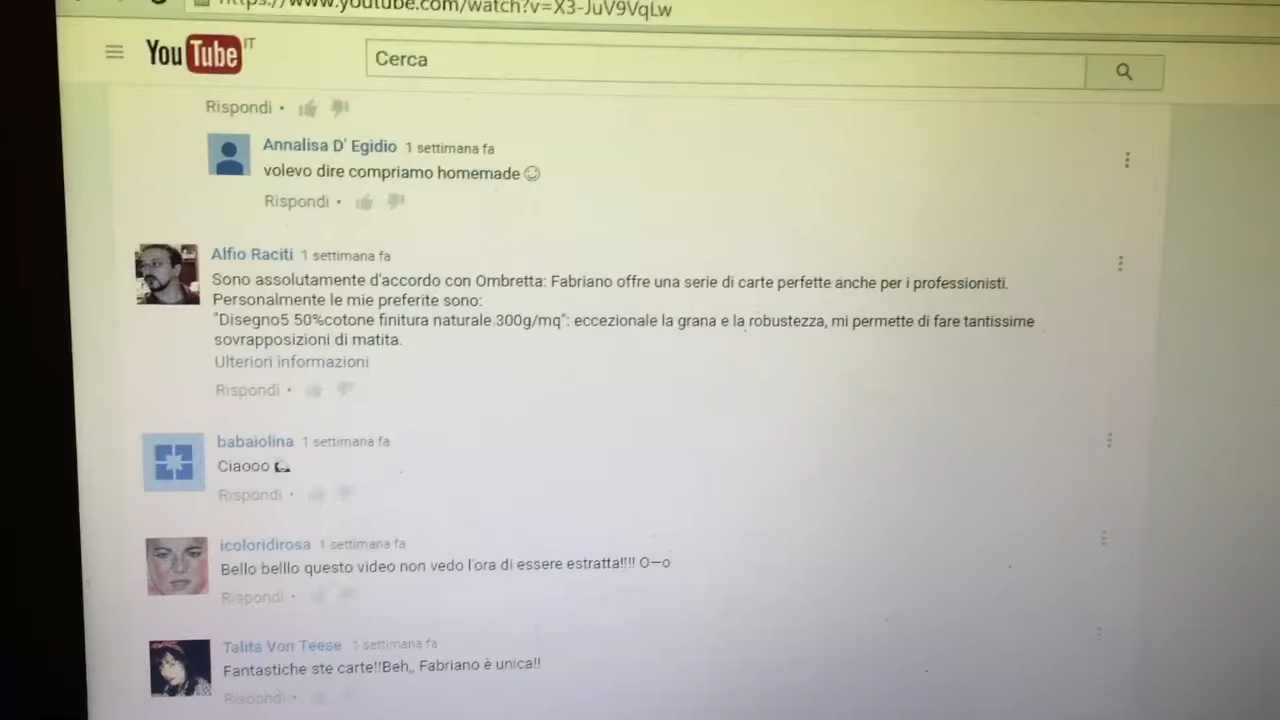 https://www.youtube.com/watch?v=X3-JuV9VqLw
YouTube IT
Cerca
Rispondi •
Annalisa D' Egidio 1 settimana fa
volevo dire compriamo homemade ☺
Rispondi •
Alfio Raciti 1 settimana fa
Sono assolutamente d'accordo con Ombretta: Fabriano offre una serie di carte perfette anche per i professionisti.
Personalmente le mie preferite sono:
"Disegno5 50%cotone finitura naturale 300g/mq": eccezionale la grana e la robustezza, mi permette di fare tantissime
sovrapposizioni di matita.
Ulteriori informazioni
Rispondi •
babaiolina 1 settimana fa
Ciaooo
Rispondi •
icoloridirosa 1 settimana fa
Bello belllo questo video non vedo l'ora di essere estratta!!!! O—o
Rispondi •
Talita Von Teese 1 settimana fa
Fantastiche ste carte!!Beh,, Fabriano è unica!!
Rispondi •